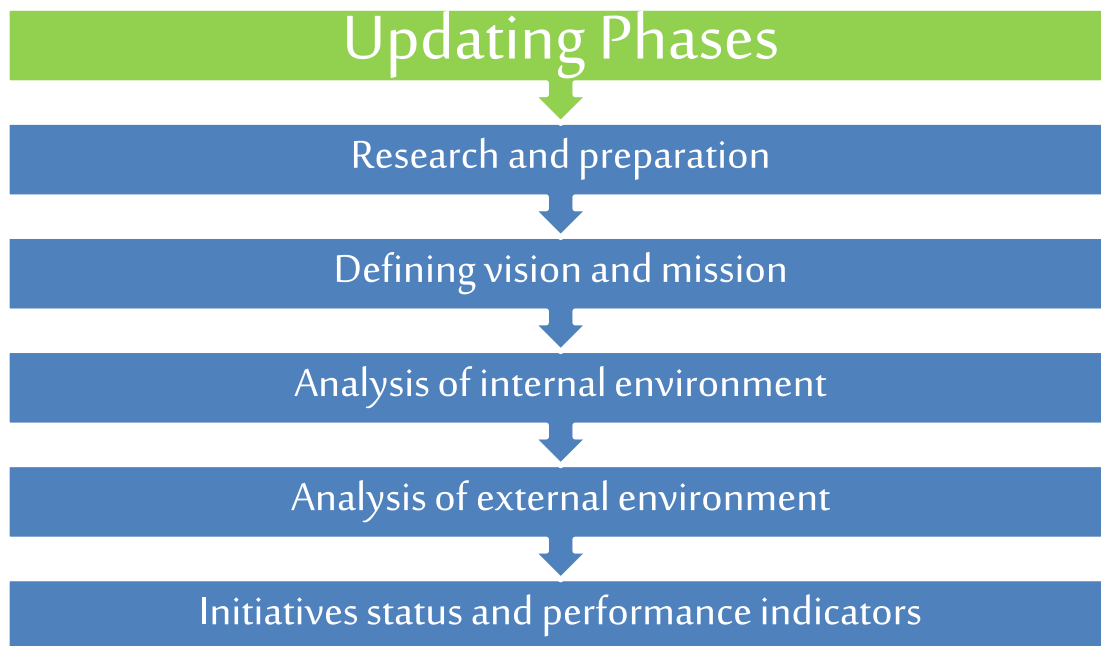 Updating Phases
Research and preparation
Defining vision and mission
Analysis of internal environment
Analysis of external environment
Initiatives status and performance indicators